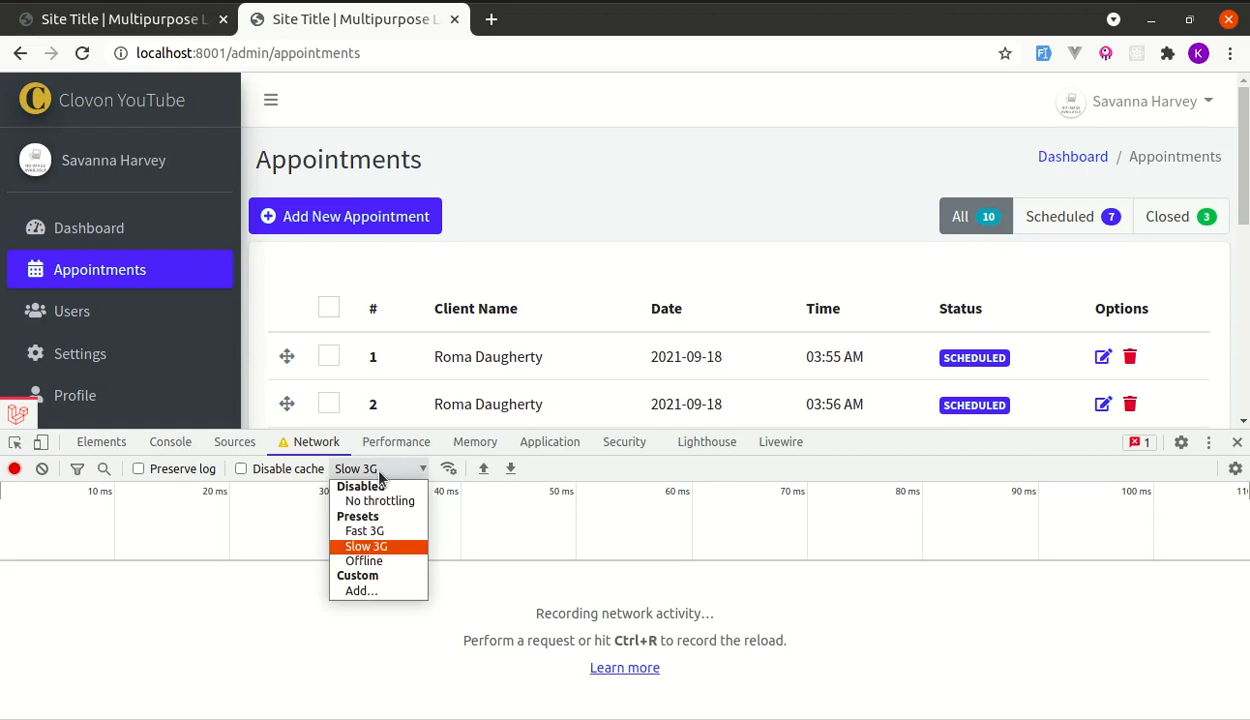 Site Title | Multipurpose L
Site Title | Multipurpose L
localhost:8001/admin/appointments
K
C Clovon YouTube
Savanna Harvey
Savanna Harvey
Appointments
Dashboard / Appointments
Add New Appointment
All 10
Scheduled 7
Closed 3
Dashboard
Appointments
Users
Settings
Profile
# Client Name Date Time Status Options
1 Roma Daugherty 2021-09-18 03:55 AM SCHEDULED
2 Roma Daugherty 2021-09-18 03:56 AM SCHEDULED
Elements Console Sources Network Performance Memory Application Security Lighthouse Livewire 1
Preserve log Disable cache Slow 3G
10 ms 20 ms 30 40 ms 50 ms 60 ms 70 ms 80 ms 90 ms 100 ms 11
Disabled
No throttling
Presets
Fast 3G
Slow 3G
Offline
Custom
Add...
Recording network activity…
Perform a request or hit Ctrl+R to record the reload.
Learn more